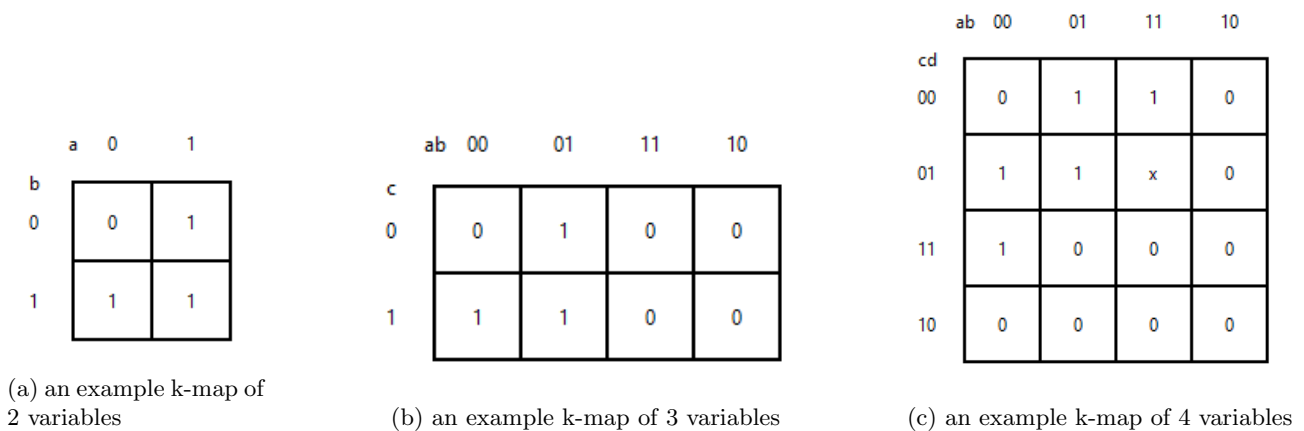 a 0 1
b
0 0 1
1 1 1
(a) an example k-map of
2 variables
ab 00 01 11 10
c
0 0 1 0 0
1 1 1 0 0
(b) an example k-map of 3 variables
ab 00 01 11 10
cd
00 0 1 1 0
01 1 1 x 0
11 1 0 0 0
10 0 0 0 0
(c) an example k-map of 4 variables